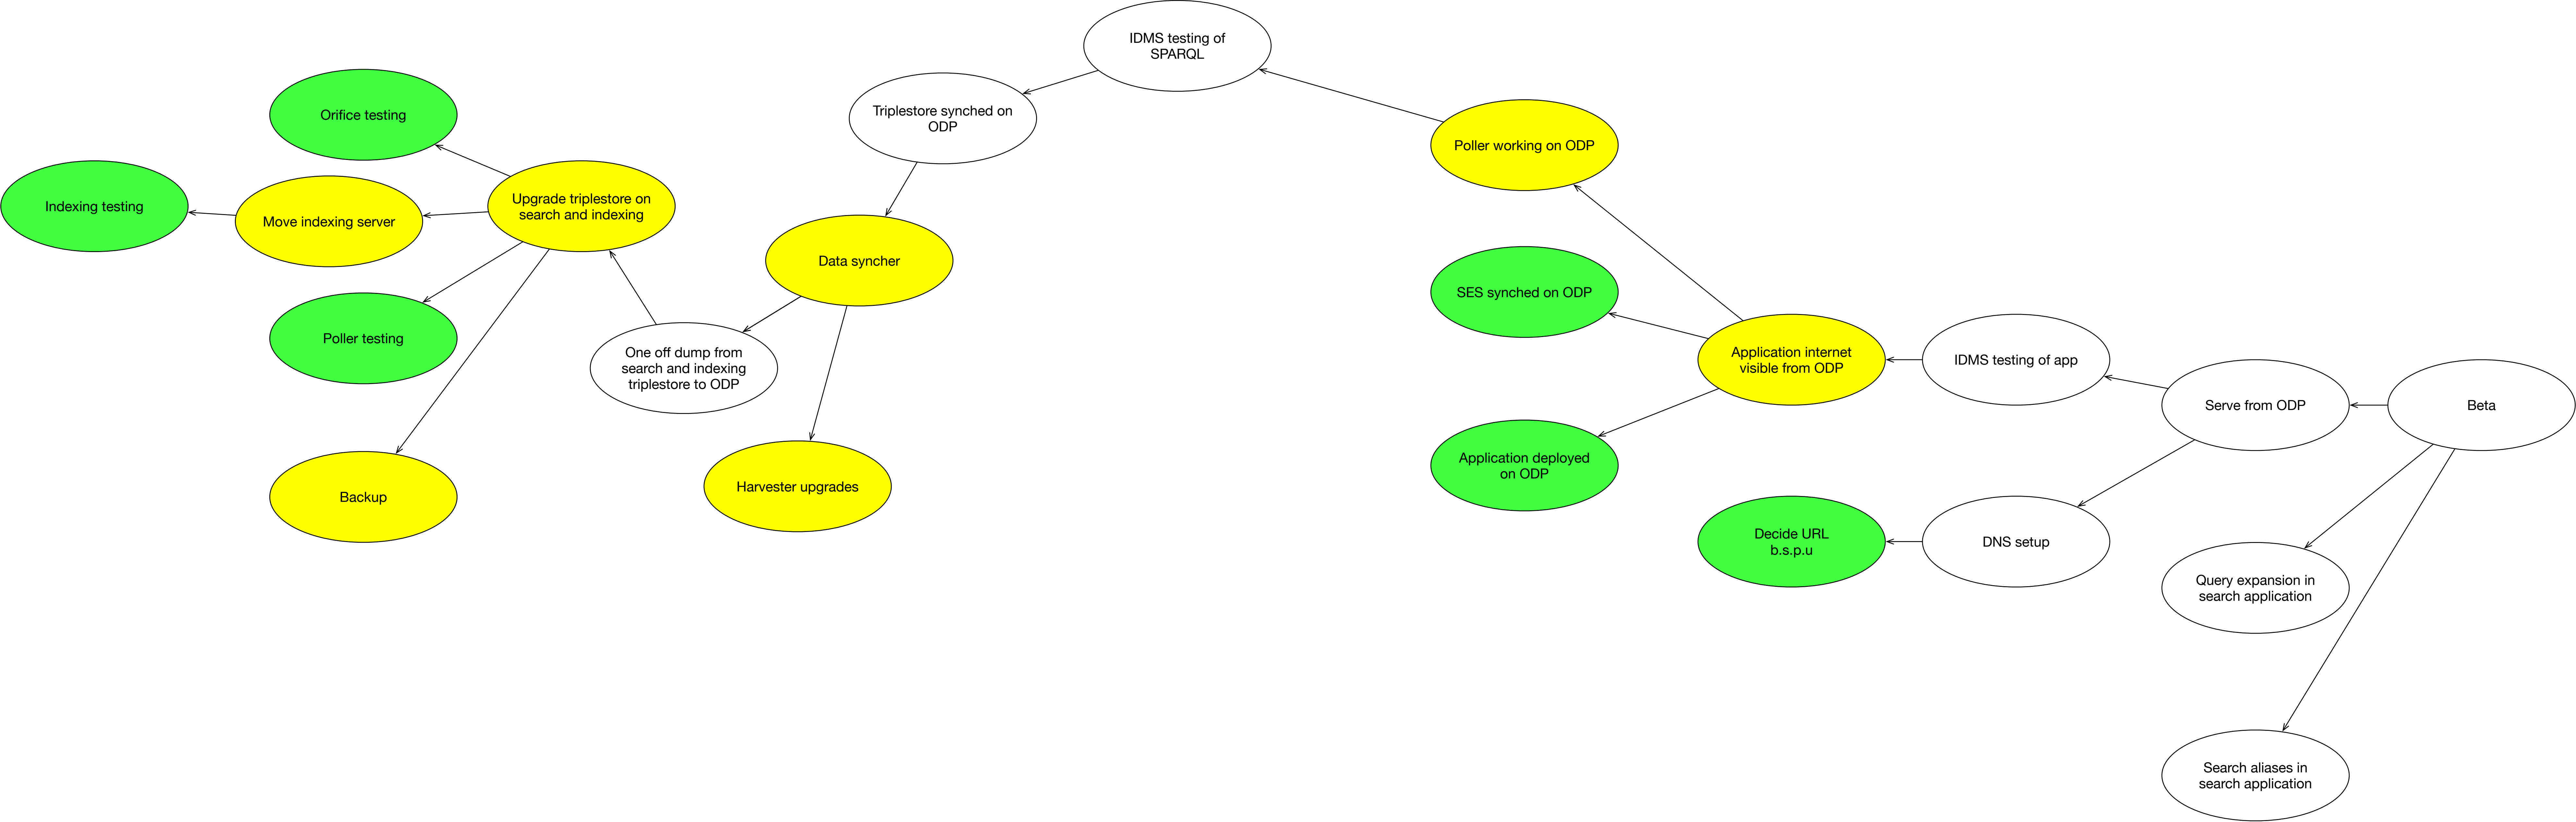 IDMS testing of
SPARQL
Orifice testing
Triplestore synched on
ODP
Poller working on ODP
Indexing testing
Move indexing server
Upgrade triplestore on
search and indexing
Data syncher
SES synched on ODP
Poller testing
One off dump from
search and indexing
triplestore to ODP
Application internet
visible from ODP
IDMS testing of app
Serve from ODP
Beta
Application deployed
on ODP
Backup
Harvester upgrades
Decide URL
b.s.p.u
DNS setup
Query expansion in
search application
Search aliases in
search application